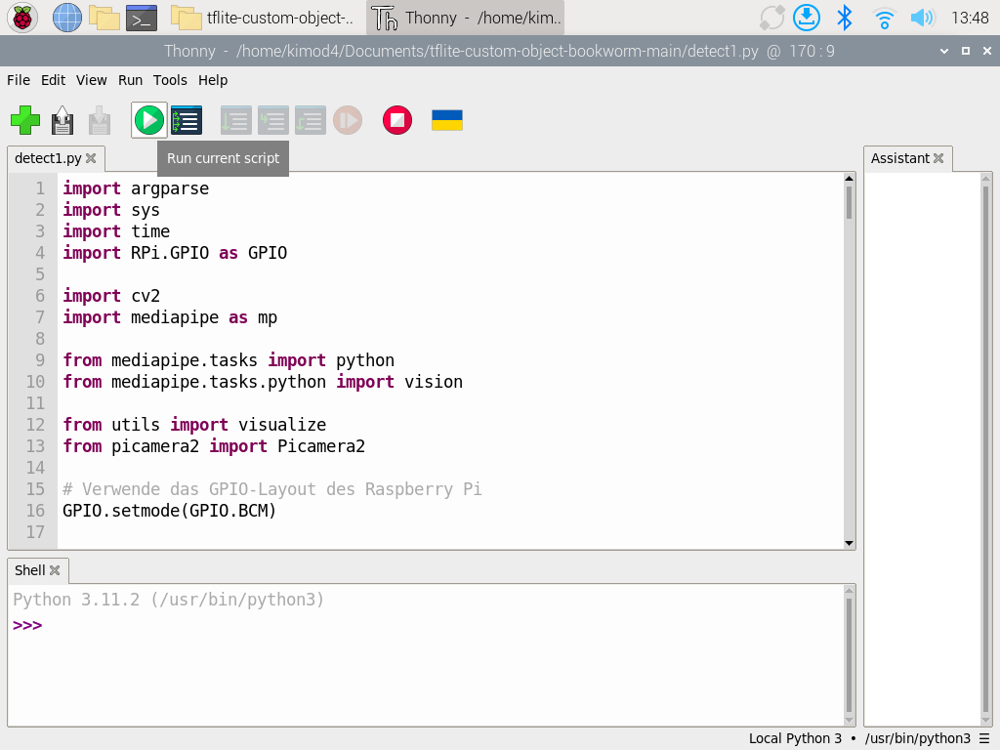 tflite-custom-object-..
Thonny - /home/kim..
13:48
Thonny - /home/kimod4/Documents/tflite-custom-object-bookworm-main/detect1.py @ 170 : 9
File Edit View Run Tools Help
Run current script
detect1.py
Assistant
1 import argparse
2 import sys
3 import time
4 import RPi.GPIO as GPIO
5
6 import cv2
7 import mediapipe as mp
8
9 from mediapipe.tasks import python
10 from mediapipe.tasks.python import vision
11
12 from utils import visualize
13 from picamera2 import Picamera2
14
15 # Verwende das GPIO-Layout des Raspberry Pi
16 GPIO.setmode(GPIO.BCM)
17
Shell
Python 3.11.2 (/usr/bin/python3)
>>>
Local Python 3 • /usr/bin/python3 ☰